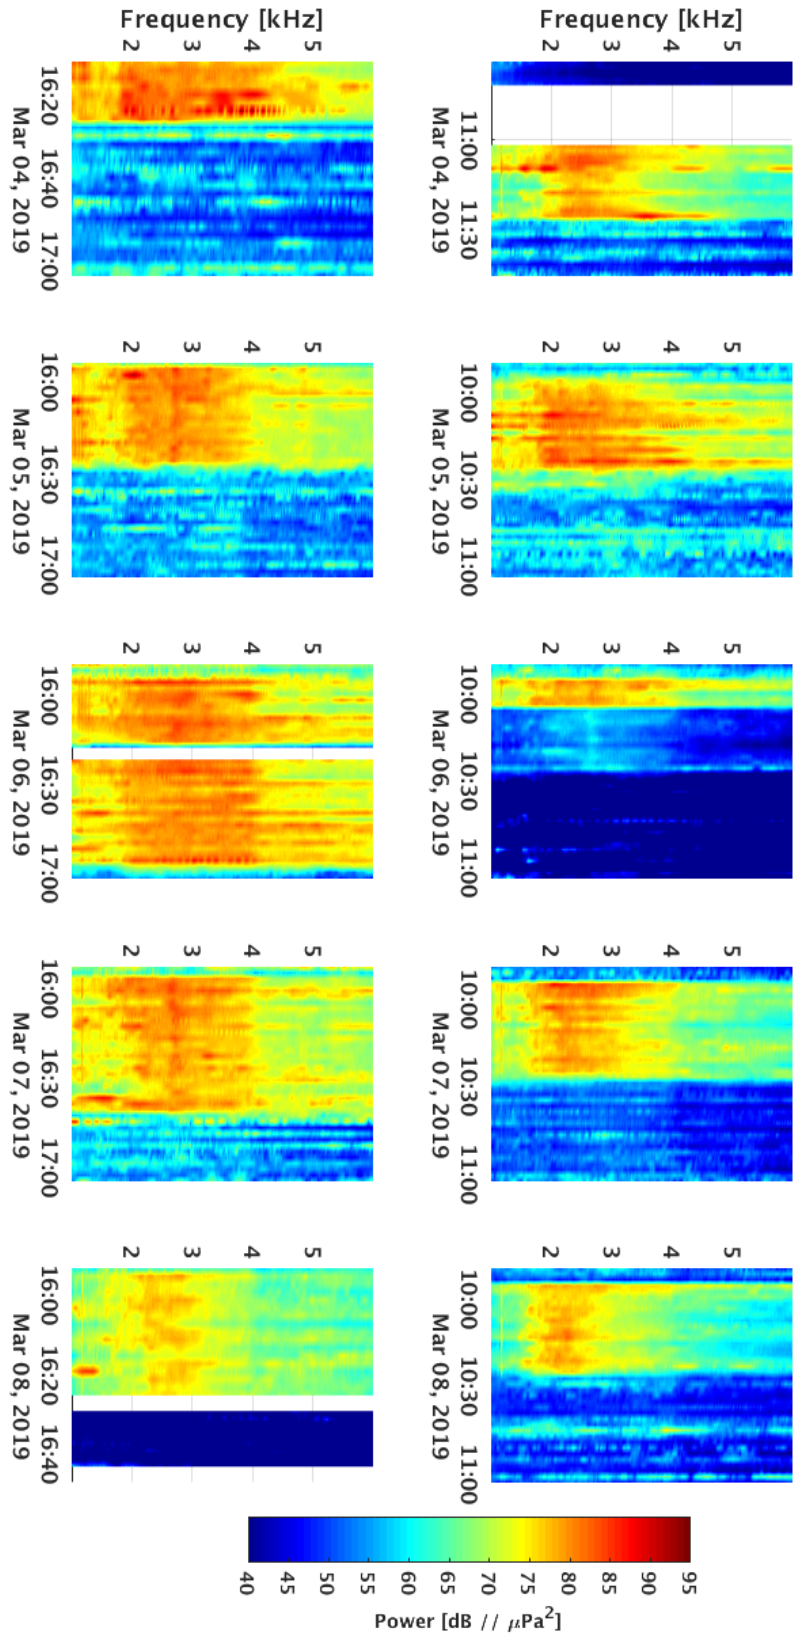 Frequency [kHz]
2 3 4 5
16:20 16:40 17:00
Mar 04, 2019
Frequency [kHz]
2 3 4 5
11:00 11:30
Mar 04, 2019
2 3 4 5
16:00 16:30 17:00
Mar 05, 2019
2 3 4 5
10:00 10:30 11:00
Mar 05, 2019
2 3 4 5
16:00 16:30 17:00
Mar 06, 2019
2 3 4 5
10:00 10:30 11:00
Mar 06, 2019
2 3 4 5
16:00 16:30 17:00
Mar 07, 2019
2 3 4 5
10:00 10:30 11:00
Mar 07, 2019
2 3 4 5
16:00 16:20 16:40
Mar 08, 2019
2 3 4 5
10:00 10:30 11:00
Mar 08, 2019
40 45 50 55 60 65 70 75 80 85 90 95
Power [dB // μPa²]